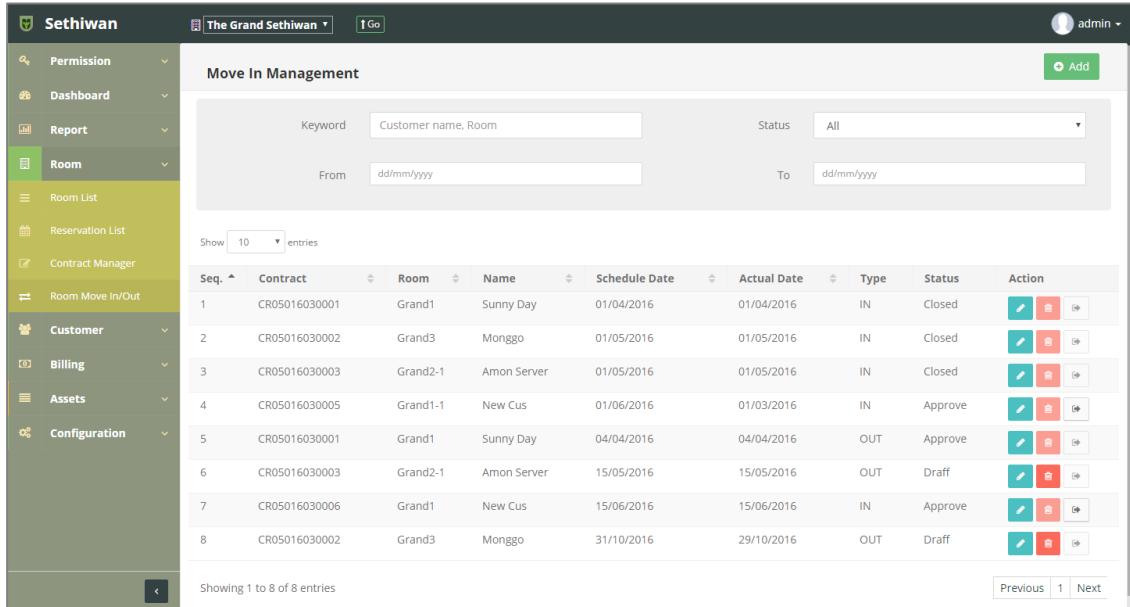 Sethiwan The Grand Sethiwan Go admin
Permission
Dashboard
Report
Room
Room List
Reservation List
Contract Manager
Room Move In/Out
Customer
Billing
Assets
Configuration
Move In Management Add
Keyword Customer name, Room Status All
From dd/mm/yyyy To dd/mm/yyyy
Show 10 entries
Seq. Contract Room Name Schedule Date Actual Date Type Status Action
1 CR05016030001 Grand1 Sunny Day 01/04/2016 01/04/2016 IN Closed
2 CR05016030002 Grand3 Monggo 01/05/2016 01/05/2016 IN Closed
3 CR05016030003 Grand2-1 Amon Server 01/05/2016 01/05/2016 IN Closed
4 CR05016030005 Grand1-1 New Cus 01/06/2016 01/03/2016 IN Approve
5 CR05016030001 Grand1 Sunny Day 04/04/2016 04/04/2016 OUT Approve
6 CR05016030003 Grand2-1 Amon Server 15/05/2016 15/05/2016 OUT Draft
7 CR05016030006 Grand1 New Cus 15/06/2016 15/06/2016 IN Approve
8 CR05016030002 Grand3 Monggo 31/10/2016 29/10/2016 OUT Draft
Showing 1 to 8 of 8 entries Previous 1 Next